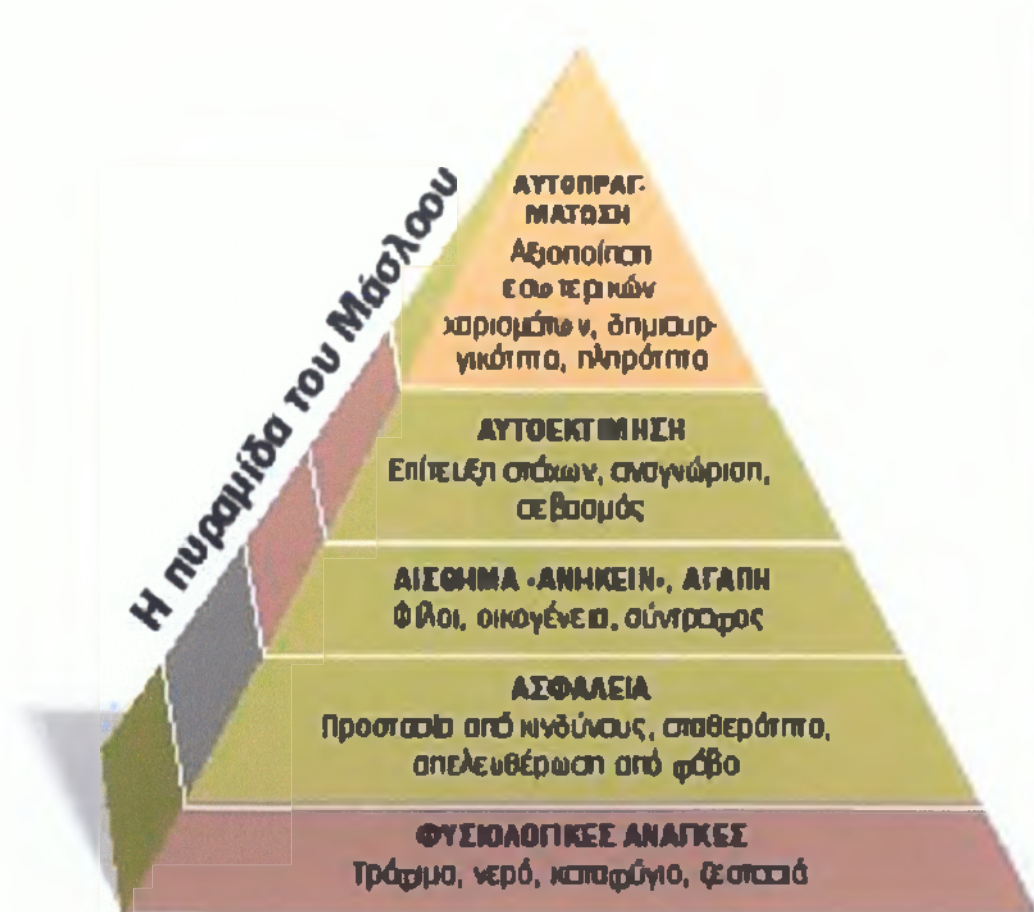 Η πυραμίδα του Μάσλοου
ΑΥΤΟΠΡΑΓ-
ΜΑΤΩΣΗ
Αξιοποίηση
εσωτερικών
χαρισμάτων, δημιουρ-
γικότητα, πληρότητα
ΑΥΤΟΕΚΤΙΜΗΣΗ
Επίτευξη στόχων, αναγνώριση,
σεβασμός
ΑΙΣΘΗΜΑ «ΑΝΗΚΕΙΝ», ΑΓΑΠΗ
Φίλοι, οικογένεια, σύντροφος
ΑΣΦΑΛΕΙΑ
Προστασία από κινδύνους, σταθερότητα,
απελευθέρωση από φόβο
ΦΥΣΙΟΛΟΓΙΚΕΣ ΑΝΑΓΚΕΣ
Τρόφιμα, νερό, καταφύγιο, ζεστασιά